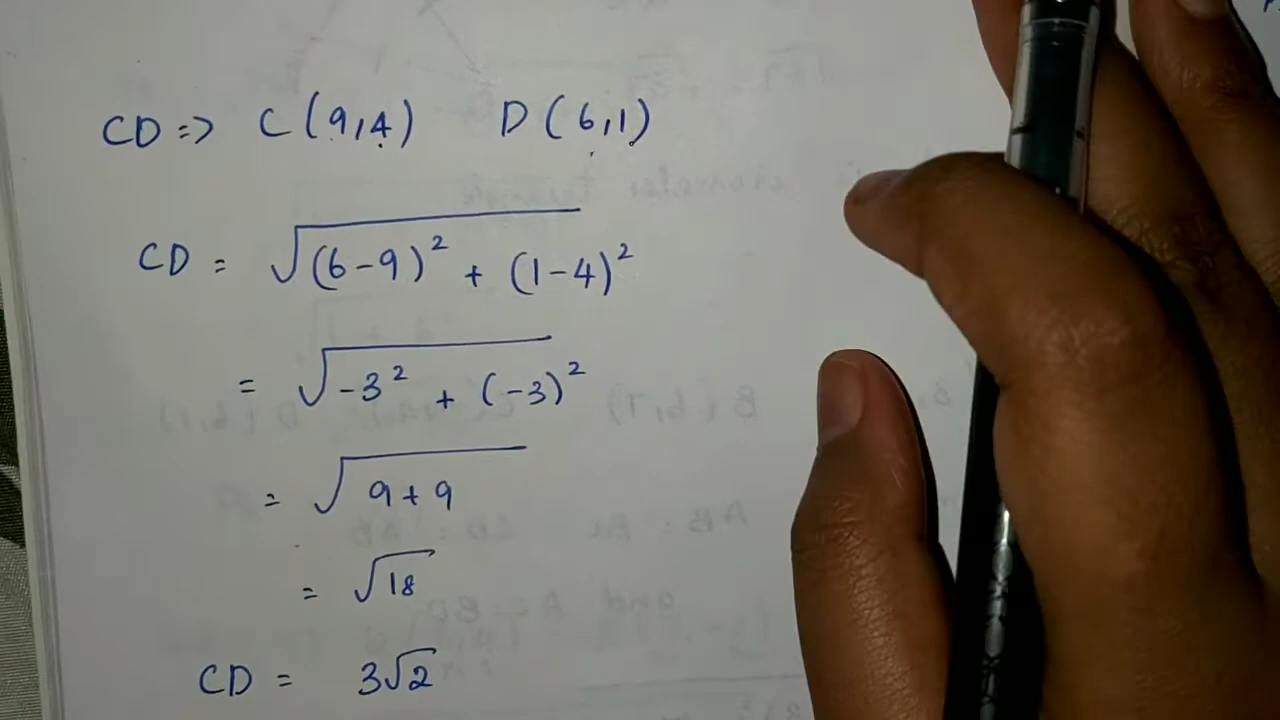 CD => C(9,4) D(6,1)
CD = √(6-9)² + (1-4)²
= √-3² + (-3)²
= √9+9
= √18
CD = 3√2